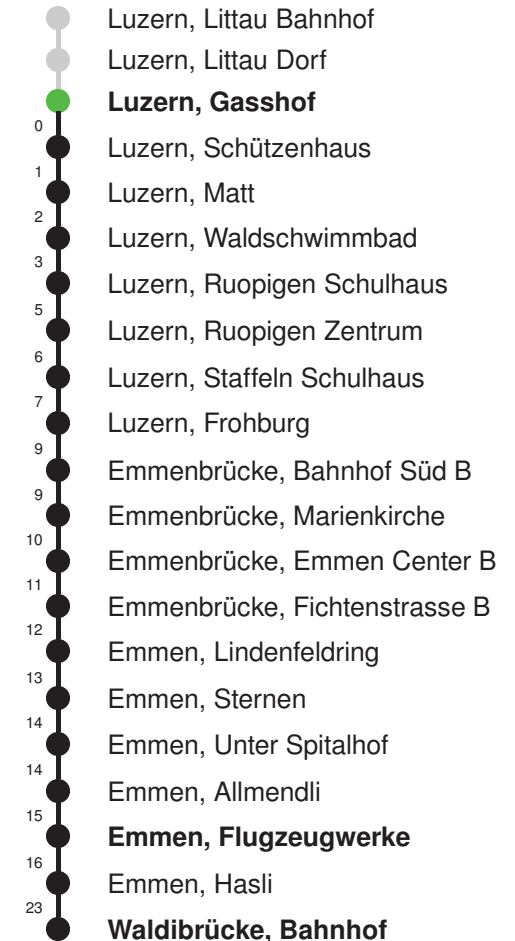 Luzern, Littau Bahnhof
Luzern, Littau Dorf
Luzern, Gasshof
0 Luzern, Schützenhaus
1 Luzern, Matt
2 Luzern, Waldschwimmbad
3 Luzern, Ruopigen Schulhaus
5 Luzern, Ruopigen Zentrum
6 Luzern, Staffeln Schulhaus
7 Luzern, Frohburg
9 Emmenbrücke, Bahnhof Süd B
9 Emmenbrücke, Marienkirche
10 Emmenbrücke, Emmen Center B
11 Emmenbrücke, Fichtenstrasse B
12 Emmen, Lindenfeldring
13 Emmen, Sternen
14 Emmen, Unter Spitalhof
14 Emmen, Allmendli
15 Emmen, Flugzeugwerke
16 Emmen, Hasli
23 Waldibrücke, Bahnhof